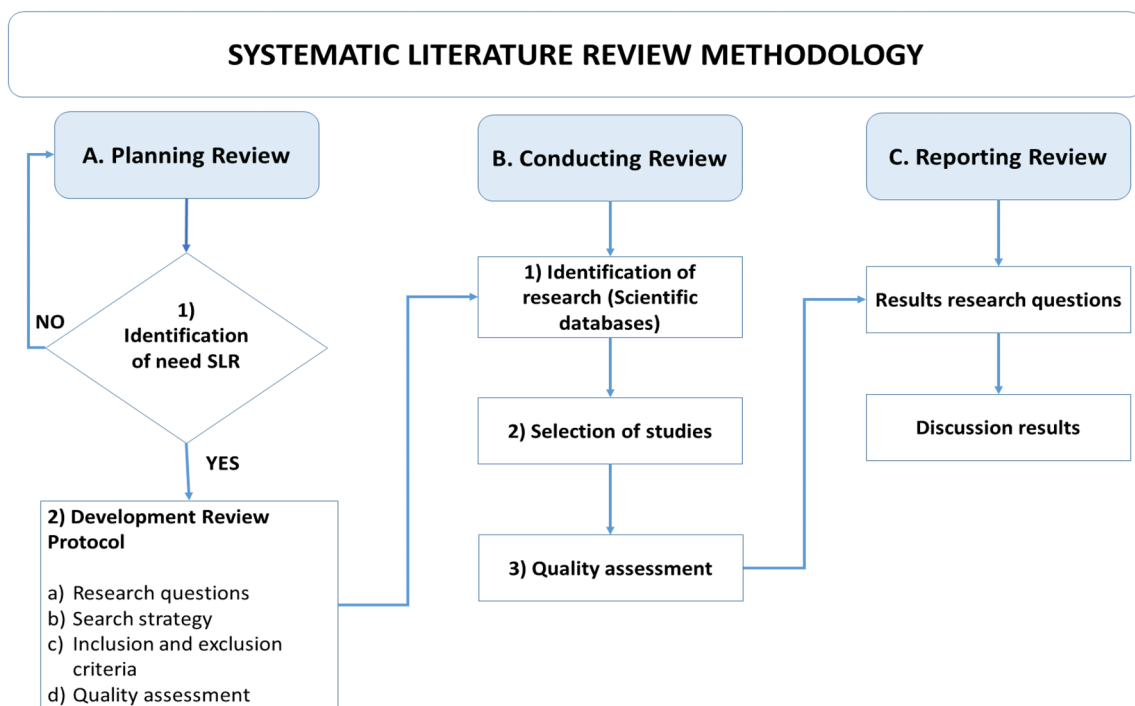 SYSTEMATIC LITERATURE REVIEW METHODOLOGY
A. Planning Review
1)
Identification
of need SLR
NO
YES
2) Development Review
Protocol
a) Research questions
b) Search strategy
c) Inclusion and exclusion
criteria
d) Quality assessment
B. Conducting Review
1) Identification of
research (Scientific
databases)
2) Selection of studies
3) Quality assessment
C. Reporting Review
Results research questions
Discussion results